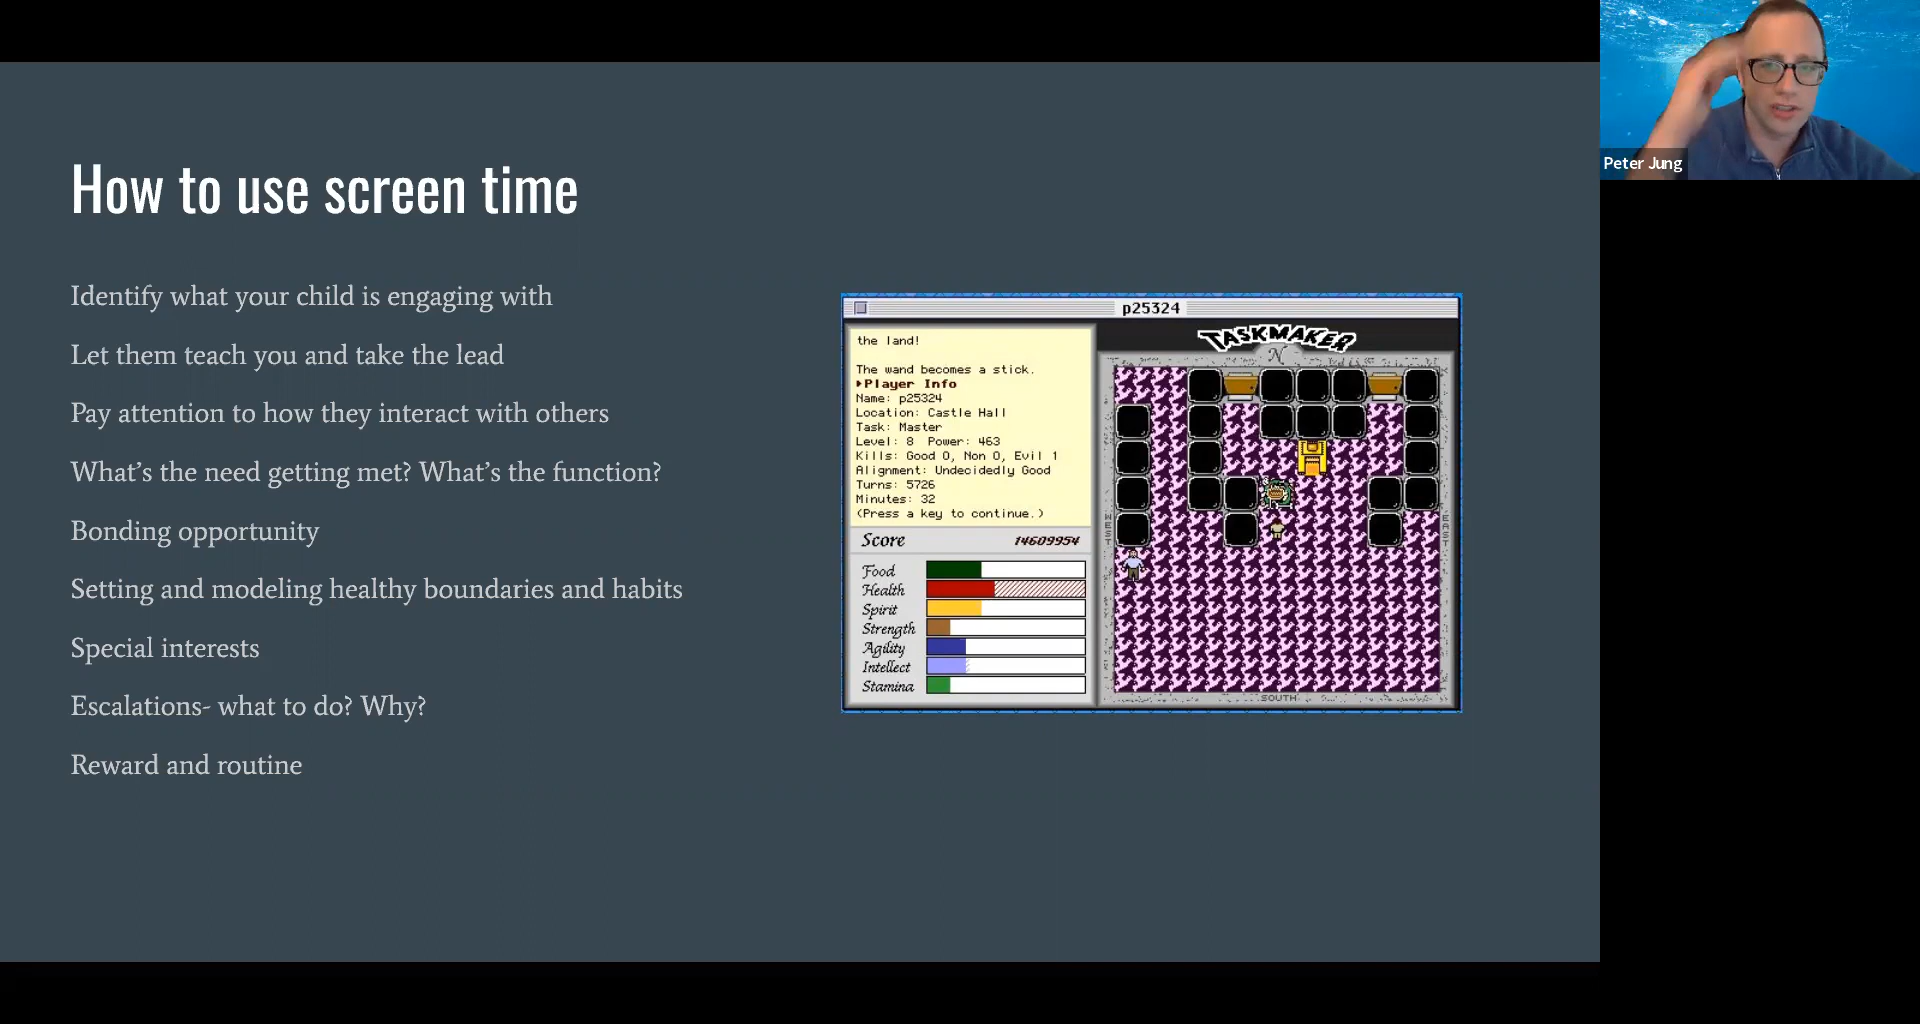 How to use screen time
Identify what your child is engaging with
Let them teach you and take the lead
Pay attention to how they interact with others
What’s the need getting met? What’s the function?
Bonding opportunity
Setting and modeling healthy boundaries and habits
Special interests
Escalations- what to do? Why?
Reward and routine
p25324
the land!
The wand becomes a stick.
▸Player Info
Name: p25324
Location: Castle Hall
Task: Master
Level: 8 Power: 463
Kills: Good 0, Non 0, Evil 1
Alignment: Undecidedly Good
Turns: 5726
Minutes: 32
(Press a key to continue.)
Score 14609954
Food
Health
Spirit
Strength
Agility
Intellect
Stamina
TASKMAKER
N
WEST
EAST
SOUTH
Peter Jung